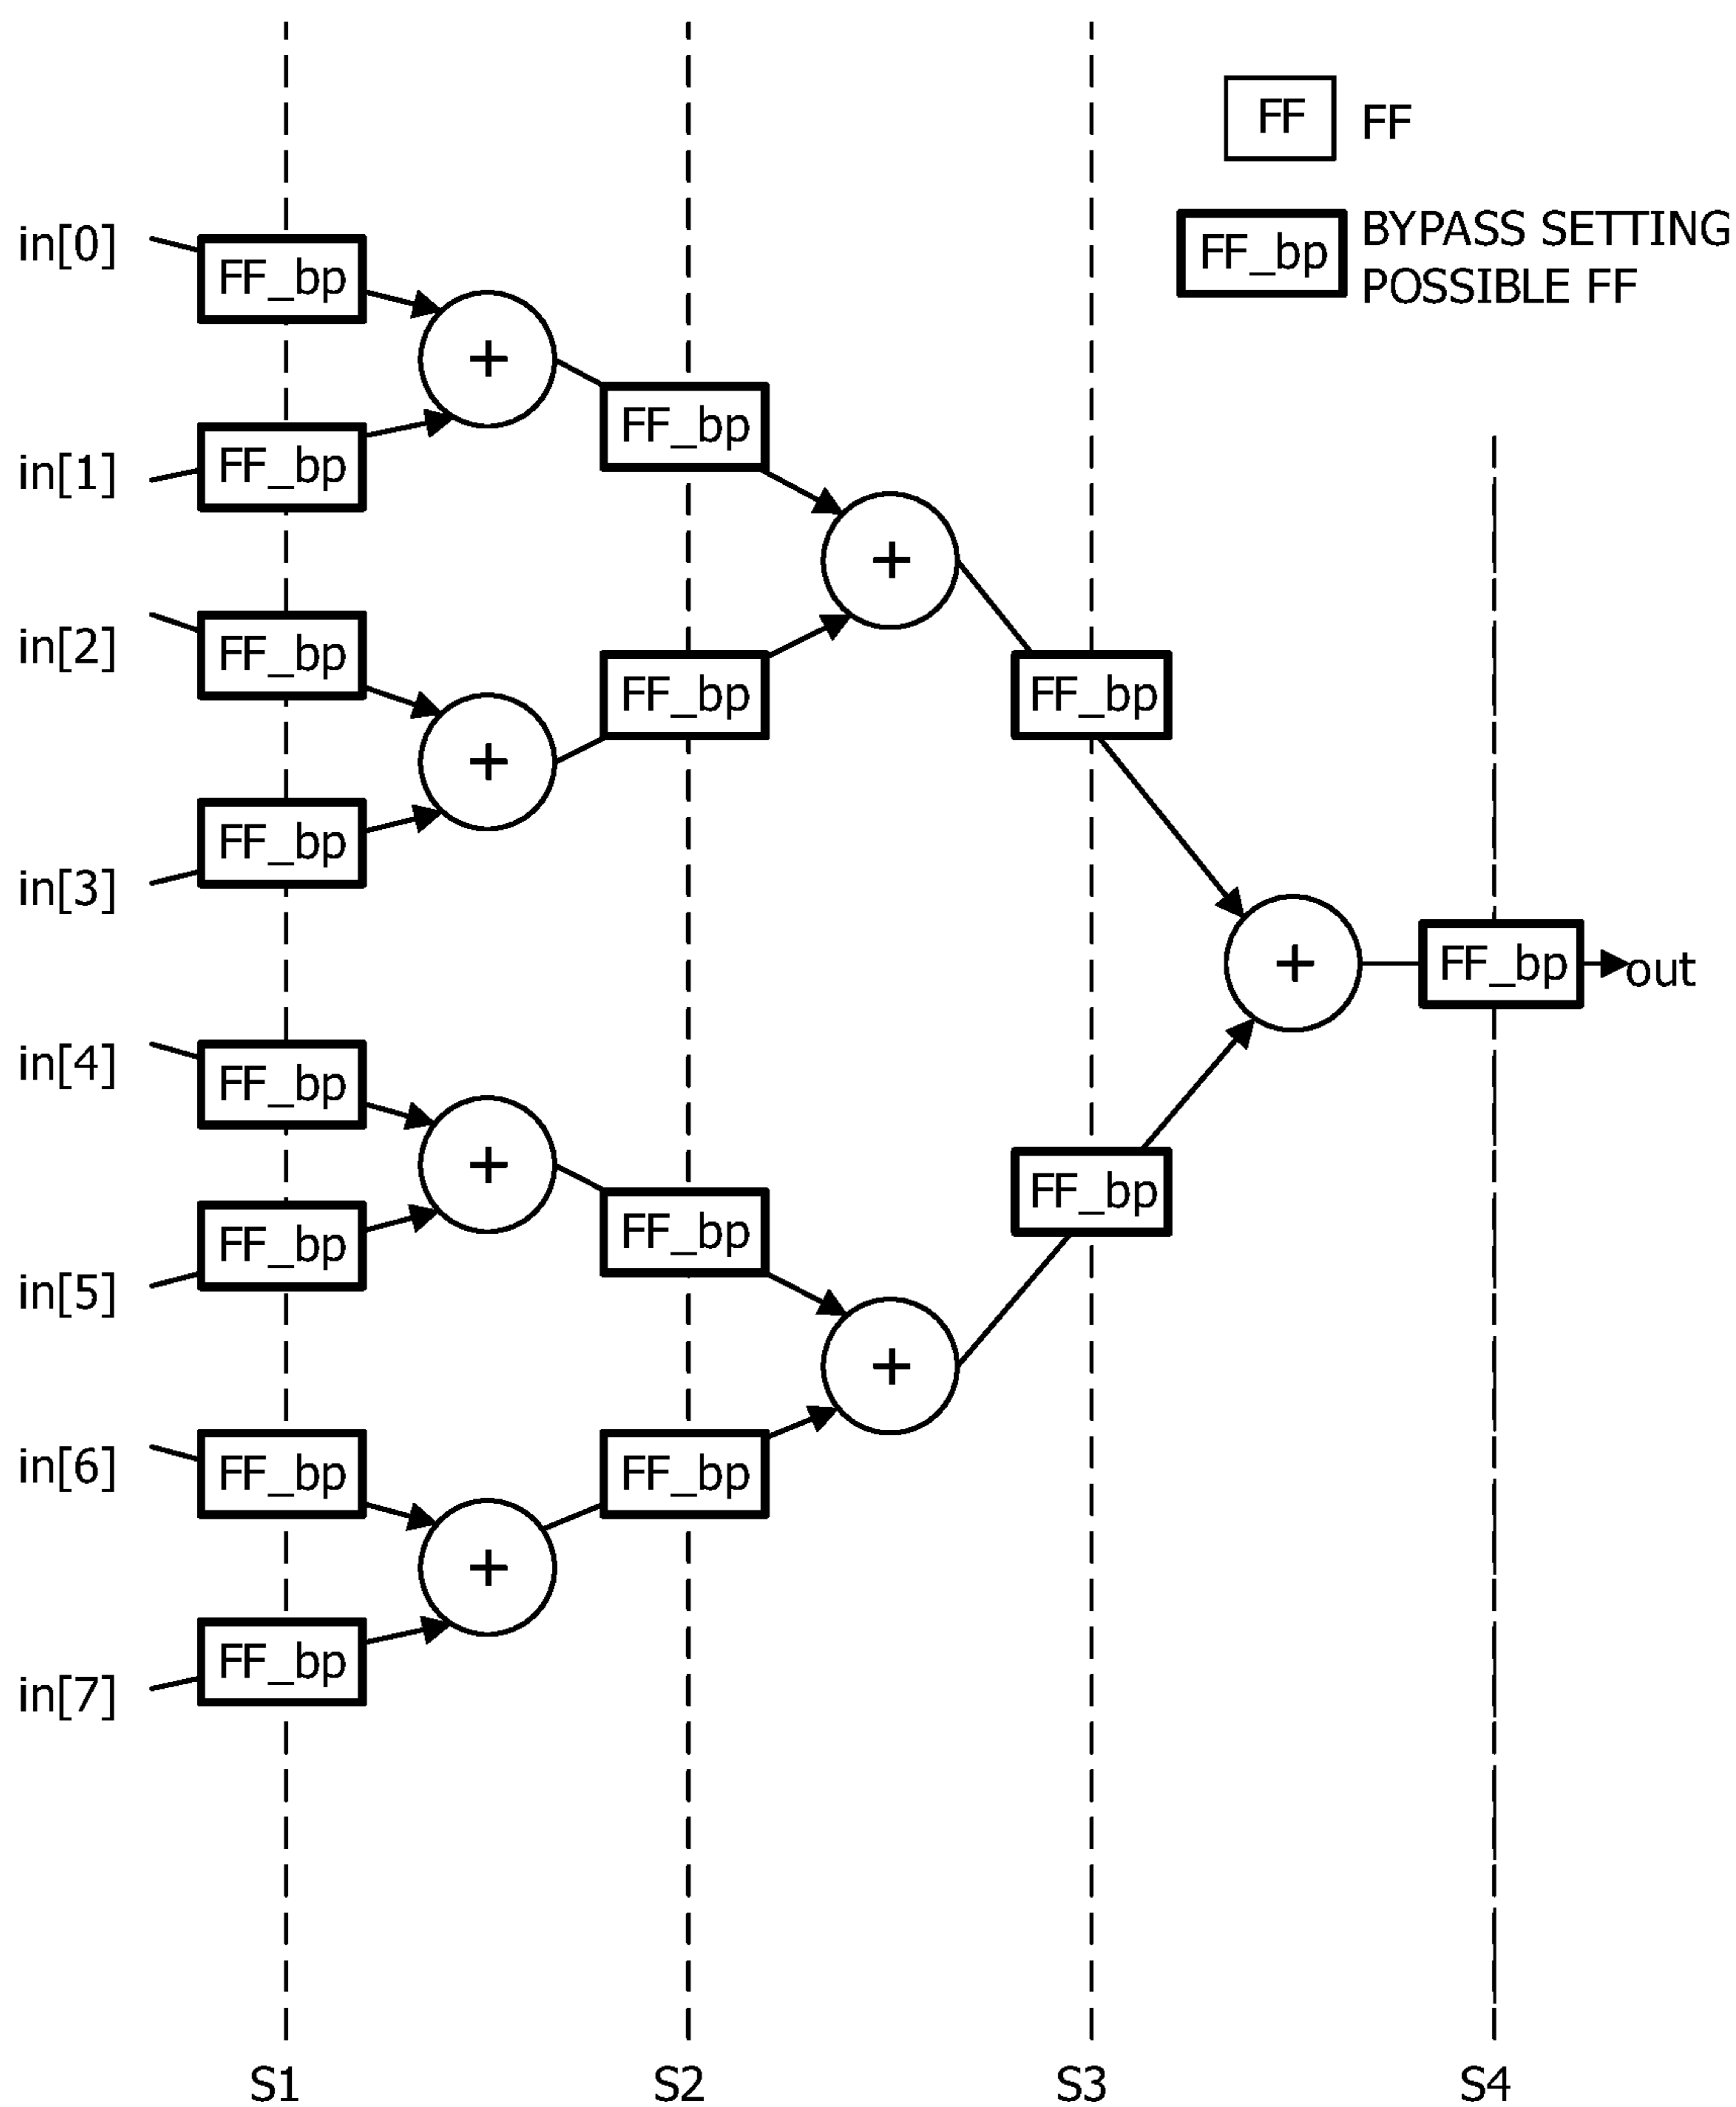 FF FF
FF_bp BYPASS SETTING
POSSIBLE FF
in[0] FF_bp
+
FF_bp
in[1] FF_bp
+
in[2] FF_bp
FF_bp FF_bp
+
in[3] FF_bp
+ FF_bp out
in[4] FF_bp
+
FF_bp
FF_bp
in[5] FF_bp
+
in[6] FF_bp FF_bp
+
in[7] FF_bp
S1 S2 S3 S4